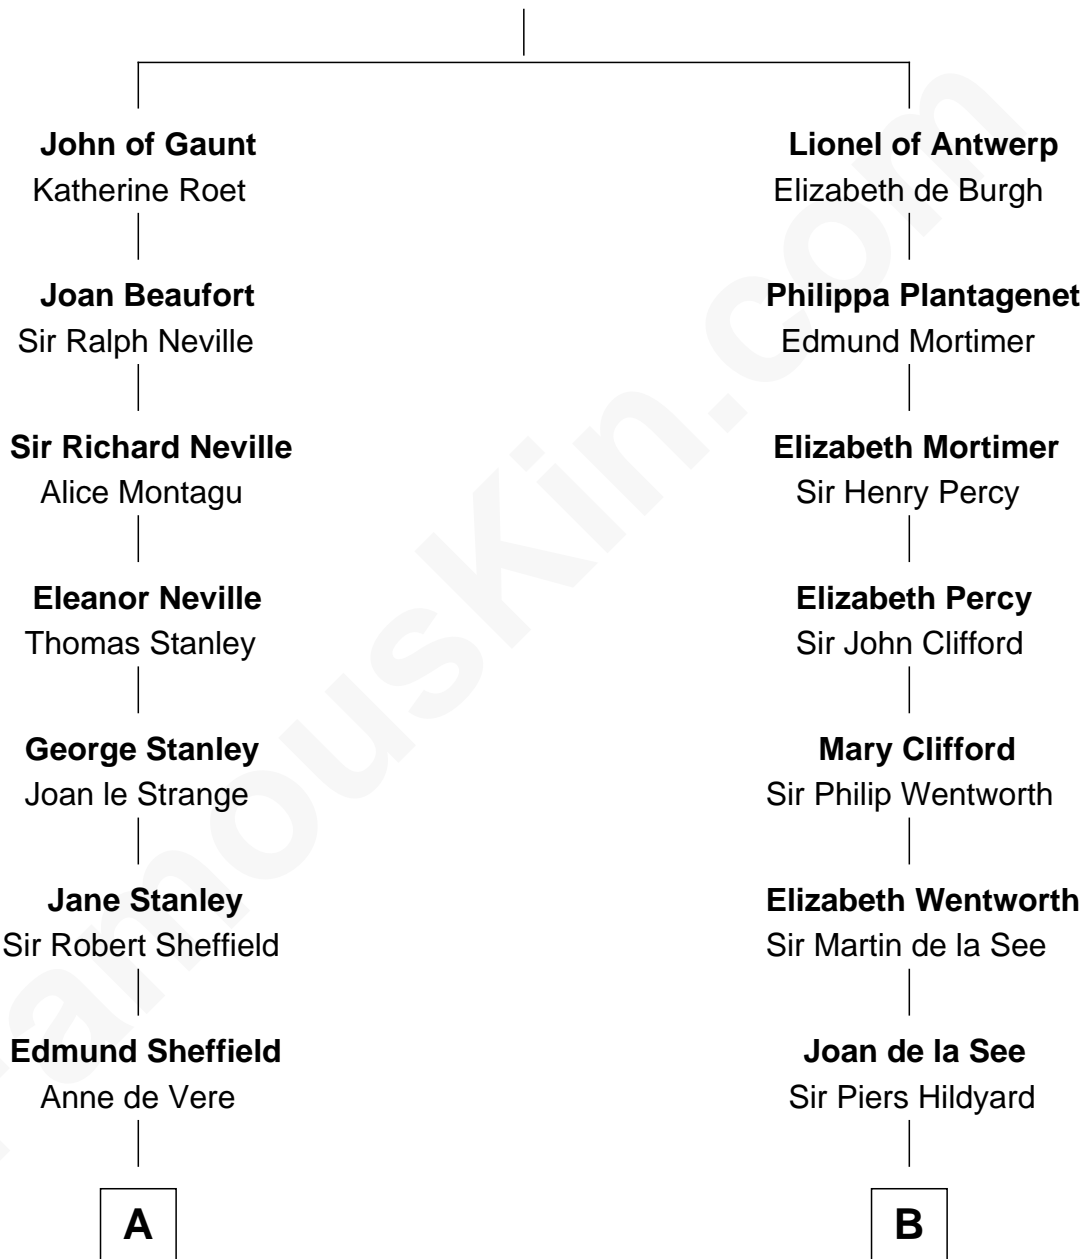 John of Gaunt
Katherine Roet
Joan Beaufort
Sir Ralph Neville
Sir Richard Neville
Alice Montagu
Eleanor Neville
Thomas Stanley
George Stanley
Joan le Strange
Jane Stanley
Sir Robert Sheffield
Edmund Sheffield
Anne de Vere
A
Lionel of Antwerp
Elizabeth de Burgh
Philippa Plantagenet
Edmund Mortimer
Elizabeth Mortimer
Sir Henry Percy
Elizabeth Percy
Sir John Clifford
Mary Clifford
Sir Philip Wentworth
Elizabeth Wentworth
Sir Martin de la See
Joan de la See
Sir Piers Hildyard
B
FamousKin.com